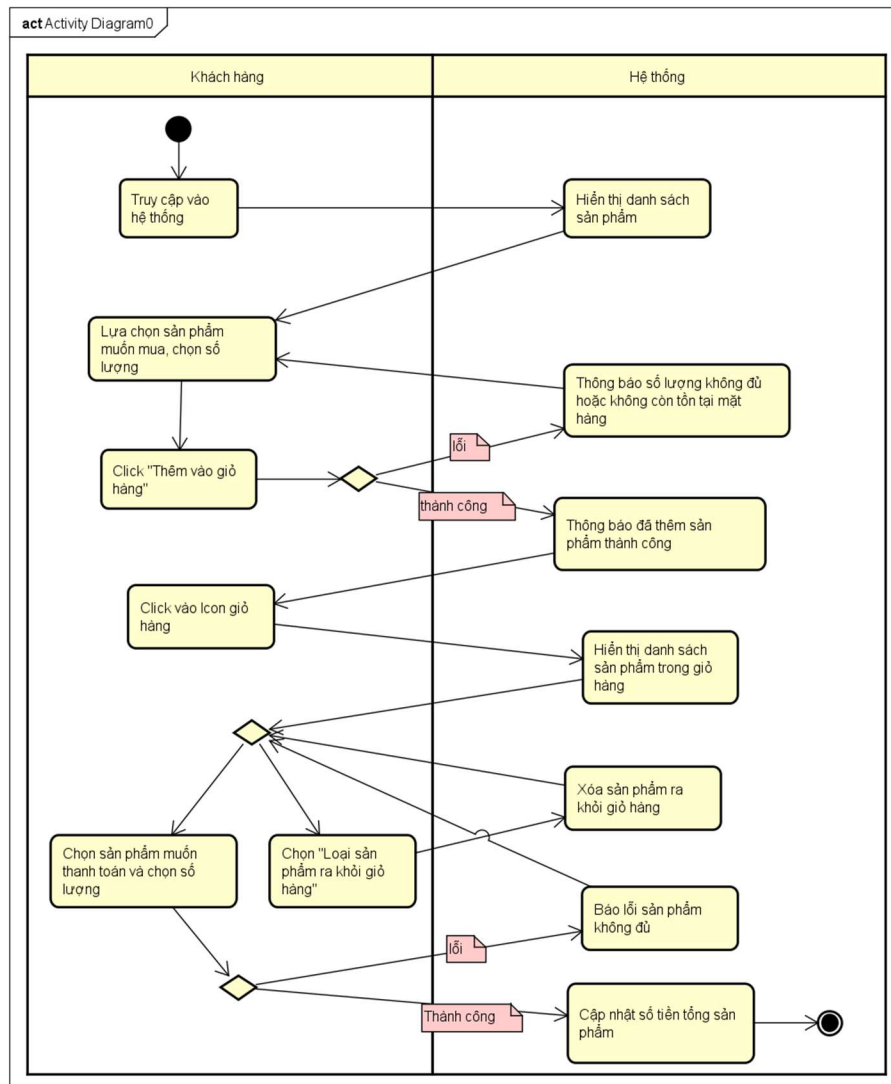 act Activity Diagram0
Khách hàng
Hệ thống
Truy cập vào
hệ thống
Hiển thị danh sách
sản phẩm
Lựa chọn sản phẩm
muốn mua, chọn số
lượng
Thông báo số lượng không đủ
hoặc không còn tồn tại mặt
hàng
lỗi
Click "Thêm vào giỏ
hàng"
thành công
Thông báo đã thêm sản
phẩm thành công
Click vào Icon giỏ
hàng
Hiển thị danh sách
sản phẩm trong giỏ
hàng
Xóa sản phẩm ra
khỏi giỏ hàng
Chọn sản phẩm muốn
thanh toán và chọn số
lượng
Chọn "Loại sản
phẩm ra khỏi giỏ
hàng"
Báo lỗi sản phẩm
không đủ
lỗi
Thành công
Cập nhật số tiền tổng sản
phẩm